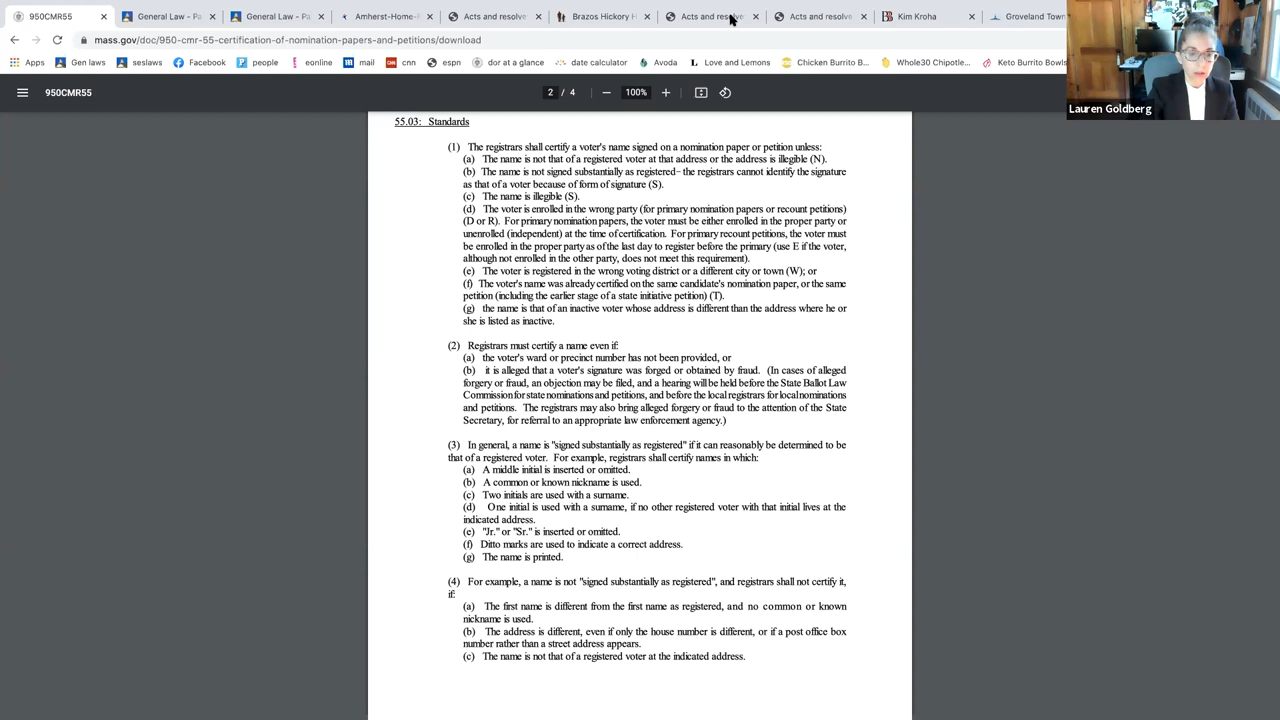 950CMR55
General Law - Pa
General Law - Pa
Amherst-Home-R
Acts and resolve
Brazos Hickory H
Acts and resolve
Acts and resolve
Kim Kroha
Groveland Town
mass.gov/doc/950-cmr-55-certification-of-nomination-papers-and-petitions/download
Apps Gen laws seslaws Facebook people eonline mail cnn espn dor at a glance date calculator Avoda Love and Lemons Chicken Burrito B... Whole30 Chipotle... Keto Burrito Bowls
950CMR55 2 / 4 100%
Lauren Goldberg
55.03: Standards
(1) The registrars shall certify a voter's name signed on a nomination paper or petition unless:
(a) The name is not that of a registered voter at that address or the address is illegible (N).
(b) The name is not signed substantially as registered- the registrars cannot identify the signature
as that of a voter because of form of signature (S).
(c) The name is illegible (S).
(d) The voter is enrolled in the wrong party (for primary nomination papers or recount petitions)
(D or R). For primary nomination papers, the voter must be either enrolled in the proper party or
unenrolled (independent) at the time of certification. For primary recount petitions, the voter must
be enrolled in the proper party as of the last day to register before the primary (use E if the voter,
although not enrolled in the other party, does not meet this requirement).
(e) The voter is registered in the wrong voting district or a different city or town (W); or
(f) The voter's name was already certified on the same candidate's nomination paper, or the same
petition (including the earlier stage of a state initiative petition) (T).
(g) the name is that of an inactive voter whose address is different than the address where he or
she is listed as inactive.
(2) Registrars must certify a name even if:
(a) the voter's ward or precinct number has not been provided, or
(b) it is alleged that a voter's signature was forged or obtained by fraud. (In cases of alleged
forgery or fraud, an objection may be filed, and a hearing will be held before the State Ballot Law
Commission for state nominations and petitions, and before the local registrars for local nominations
and petitions. The registrars may also bring alleged forgery or fraud to the attention of the State
Secretary, for referral to an appropriate law enforcement agency.)
(3) In general, a name is "signed substantially as registered" if it can reasonably be determined to be
that of a registered voter. For example, registrars shall certify names in which:
(a) A middle initial is inserted or omitted.
(b) A common or known nickname is used.
(c) Two initials are used with a surname.
(d) One initial is used with a surname, if no other registered voter with that initial lives at the
indicated address.
(e) "Jr." or "Sr." is inserted or omitted.
(f) Ditto marks are used to indicate a correct address.
(g) The name is printed.
(4) For example, a name is not "signed substantially as registered", and registrars shall not certify it,
if:
(a) The first name is different from the first name as registered, and no common or known
nickname is used.
(b) The address is different, even if only the house number is different, or if a post office box
number rather than a street address appears.
(c) The name is not that of a registered voter at the indicated address.